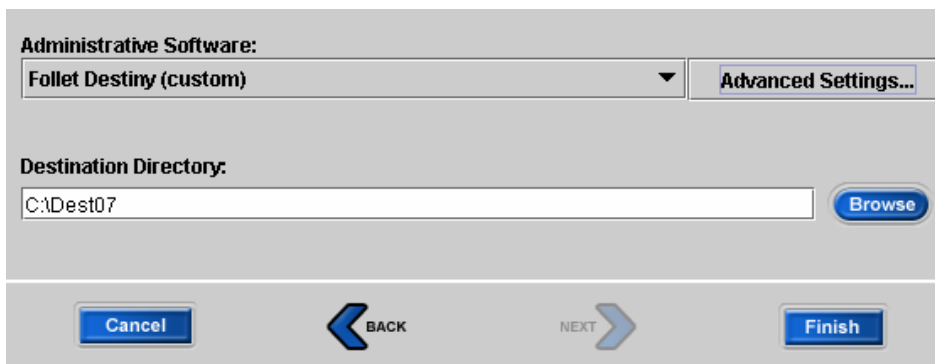 Administrative Software:
Follet Destiny (custom)
Advanced Settings...
Destination Directory:
C:\Dest07
Browse
Cancel
BACK
NEXT
Finish